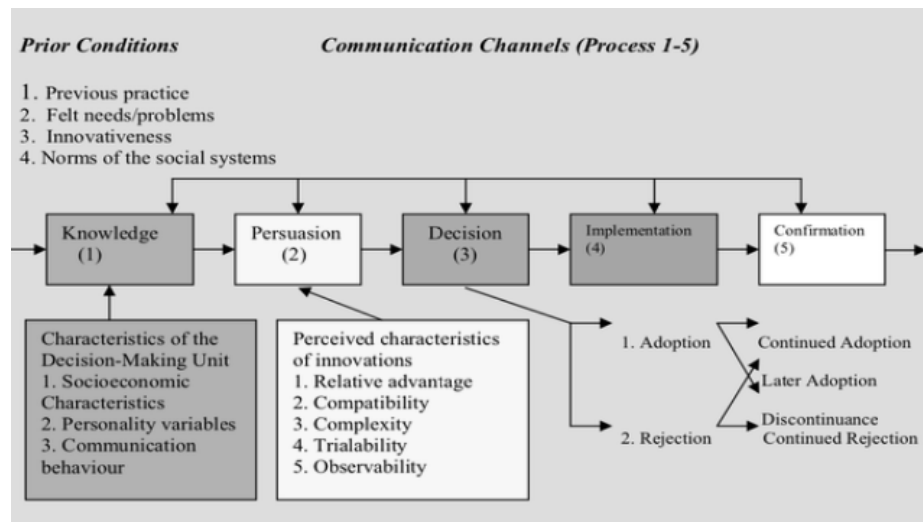 Prior Conditions
Communication Channels (Process 1-5)
1. Previous practice
2. Felt needs/problems
3. Innovativeness
4. Norms of the social systems
Knowledge
(1)
Persuasion
(2)
Decision
(3)
Implementation
(4)
Confirmation
(5)
Characteristics of the
Decision-Making Unit
1. Socioeconomic
Characteristics
2. Personality variables
3. Communication
behaviour
Perceived characteristics
of innovations
1. Relative advantage
2. Compatibility
3. Complexity
4. Trialability
5. Observability
1. Adoption
2. Rejection
Continued Adoption
Later Adoption
Discontinuance
Continued Rejection